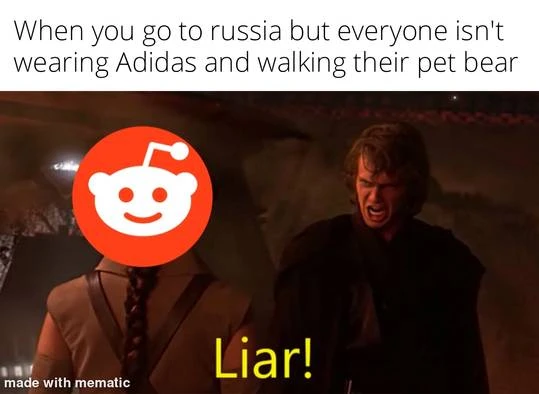 When you go to russia but everyone isn't
wearing Adidas and walking their pet bear
Liar!
made with mematic